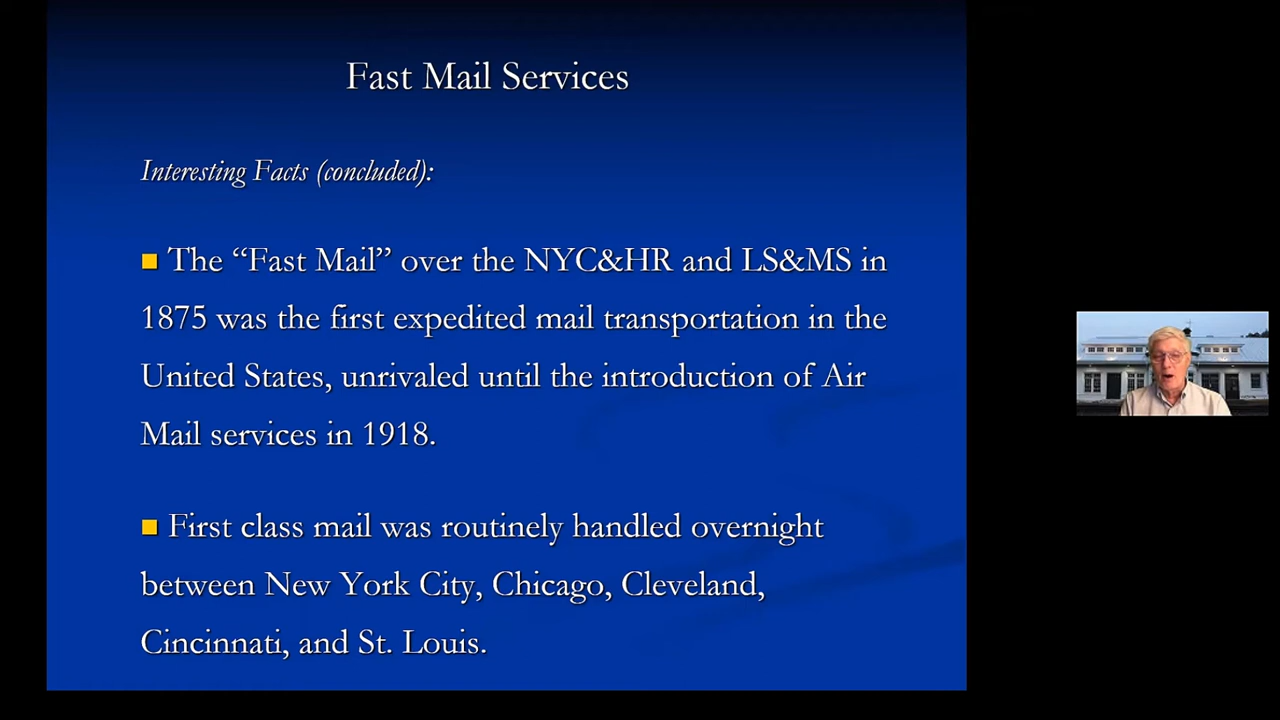 Fast Mail Services
Interesting Facts (concluded):
■ The “Fast Mail” over the NYC&HR and LS&MS in
1875 was the first expedited mail transportation in the
United States, unrivaled until the introduction of Air
Mail services in 1918.
■ First class mail was routinely handled overnight
between New York City, Chicago, Cleveland,
Cincinnati, and St. Louis.